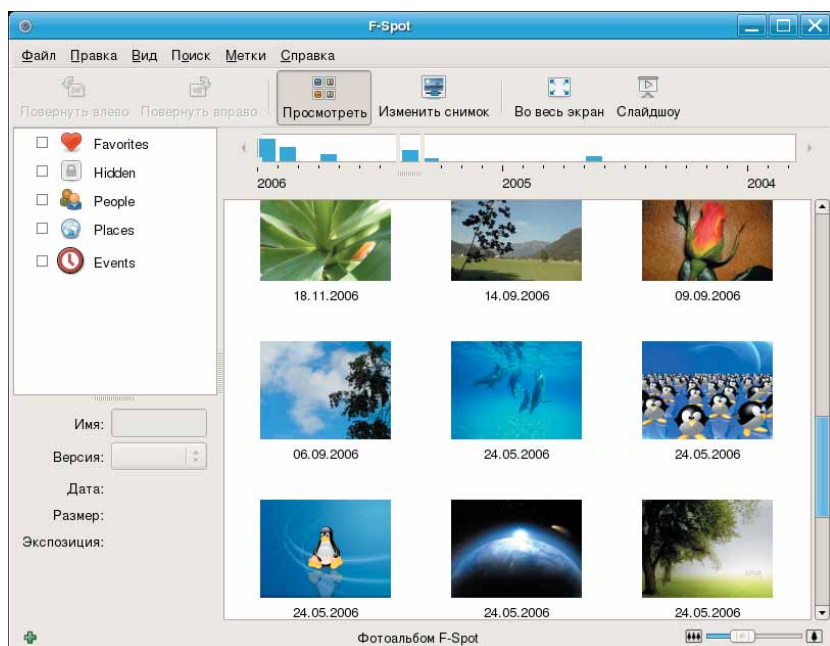 F-Spot
Файл Правка Вид Поиск Метки Справка
Повернуть влево Повернуть вправо Просмотреть Изменить снимок Во весь экран Слайдшоу
Favorites
Hidden
People
Places
Events
2006 2005 2004
18.11.2006 14.09.2006 09.09.2006
06.09.2006 24.05.2006 24.05.2006
24.05.2006 24.05.2006 24.05.2006
Имя:
Версия:
Дата:
Размер:
Экспозиция:
Фотоальбом F-Spot